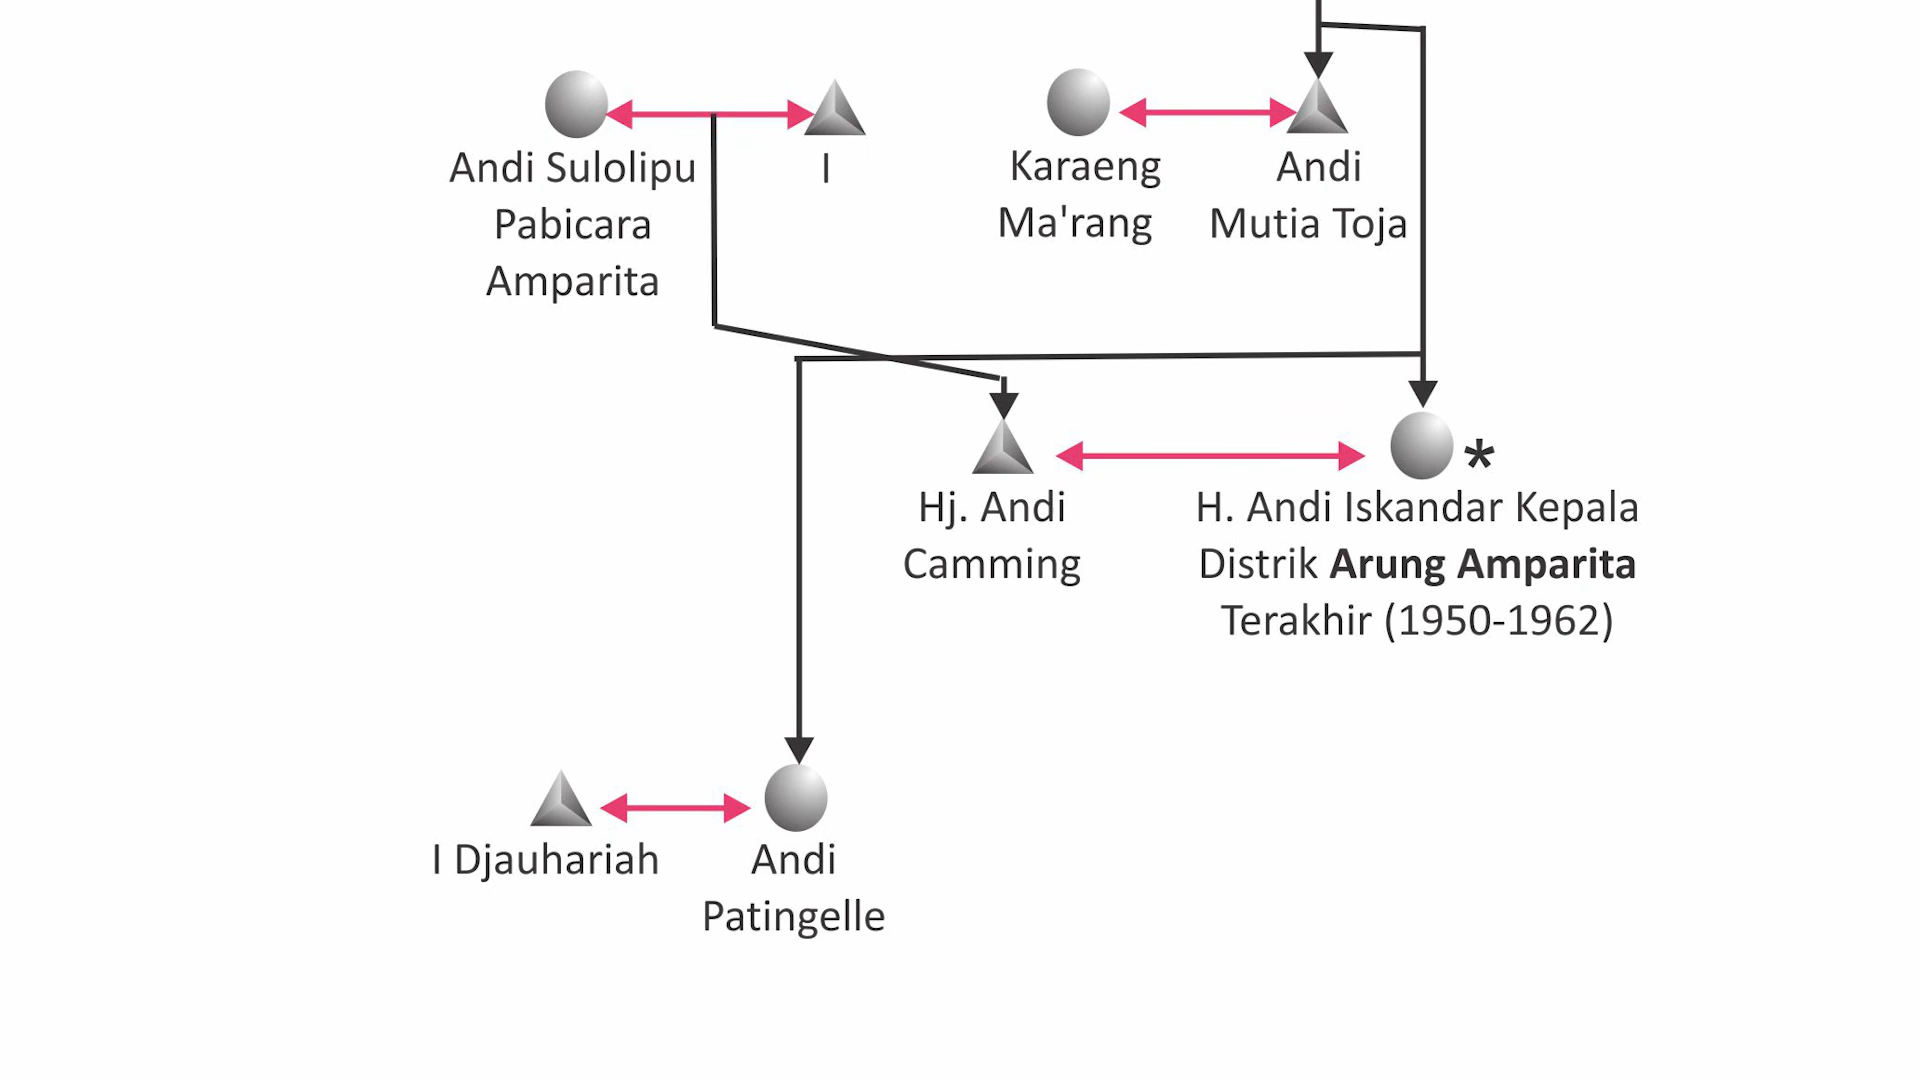 Andi Sulolipu
Pabicara
Amparita
I
Karaeng
Ma'rang
Andi
Mutia Toja
Hj. Andi
Camming
*
H. Andi Iskandar Kepala
Distrik Arung Amparita
Terakhir (1950-1962)
I Djauhariah
Andi
Patingelle